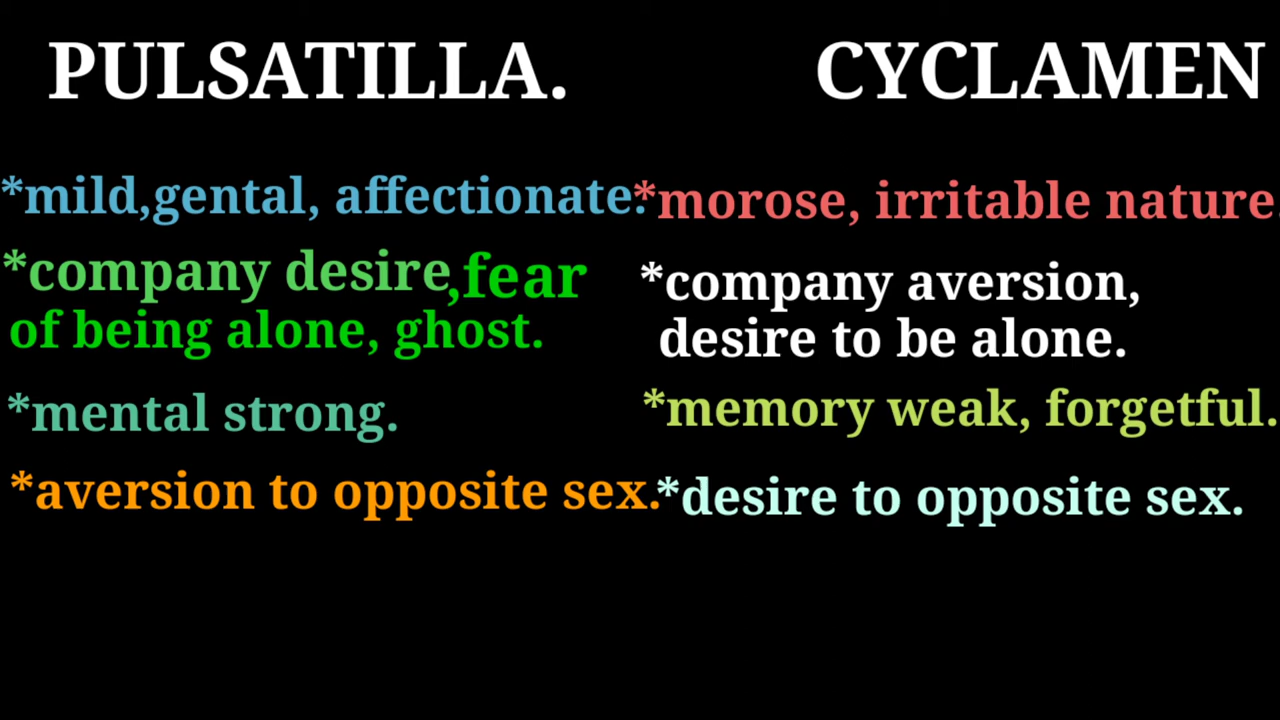 PULSATILLA.
CYCLAMEN
*mild,gental, affectionate.
*company desire,fear
of being alone, ghost.
*mental strong.
*aversion to opposite sex.
*morose, irritable nature.
*company aversion,
desire to be alone.
*memory weak, forgetful.
*desire to opposite sex.